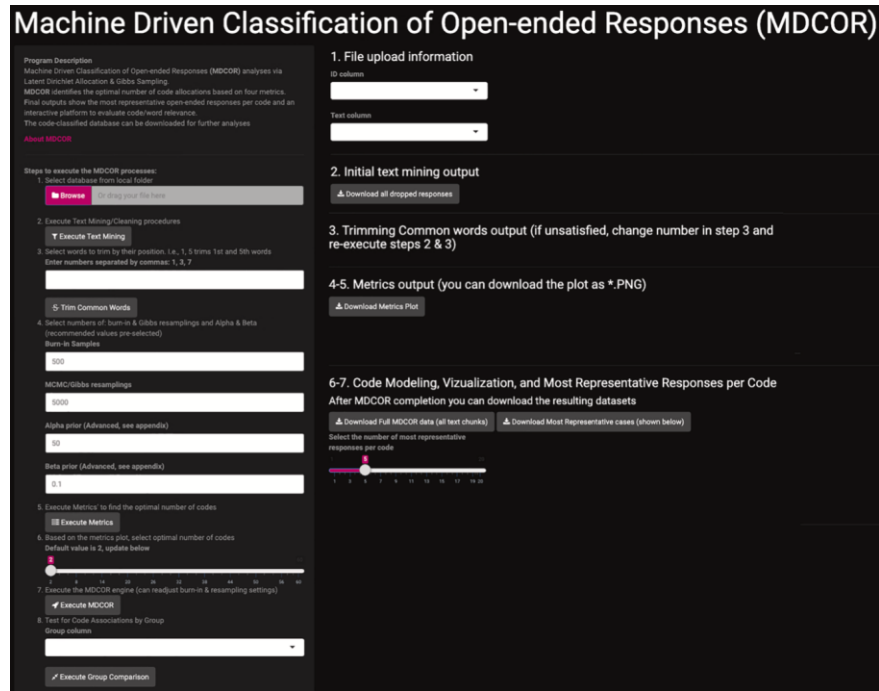 Machine Driven Classification of Open-ended Responses (MDCOR)
Program Description
Machine Driven Classification of Open-ended Responses (MDCOR) analyses via
Latent Dirichlet Allocation & Gibbs Sampling.
MDCOR identifies the optimal number of code allocations based on four metrics.
Final outputs show the most representative open-ended responses per code and an
interactive platform to evaluate code/word relevance.
The code-classified database can be downloaded for further analyses
About MDCOR
Steps to execute the MDCOR processes:
1. Select database from local folder
Browse
Or drag your file here
2. Execute Text Mining/Cleaning procedures
Execute Text Mining
3. Select words to trim by their position. i.e., 1, 5 trims 1st and 5th words
Enter numbers separated by commas: 1, 3, 7
Trim Common Words
4. Select numbers of: burn-in & Gibbs resamplings and Alpha & Beta
(recommended values pre-selected)
Burn-In Samples
500
MCMC/Gibbs resamplings
5000
Alpha prior (Advanced, see appendix)
50
Beta prior (Advanced, see appendix)
0.1
5. Execute Metrics' to find the optimal number of codes
Execute Metrics
6. Based on the metrics plot, select optimal number of codes
Default value is 2, update below
2
2 8 14 20 26 32 38 44 50 56 60
7. Execute the MDCOR engine (can readjust burn-in & resampling settings)
Execute MDCOR
8. Test for Code Associations by Group
Group column
Execute Group Comparison
1. File upload information
ID column
Text column
2. Initial text mining output
Download all dropped responses
3. Trimming Common words output (if unsatisfied, change number in step 3 and
re-execute steps 2 & 3)
4-5. Metrics output (you can download the plot as *.PNG)
Download Metrics Plot
6-7. Code Modeling, Vizualization, and Most Representative Responses per Code
After MDCOR completion you can download the resulting datasets
Download Full MDCOR data (all text chunks)
Download Most Representative cases (shown below)
Select the number of most representative
responses per code
5
1 3 5 7 9 11 13 15 17 19 20